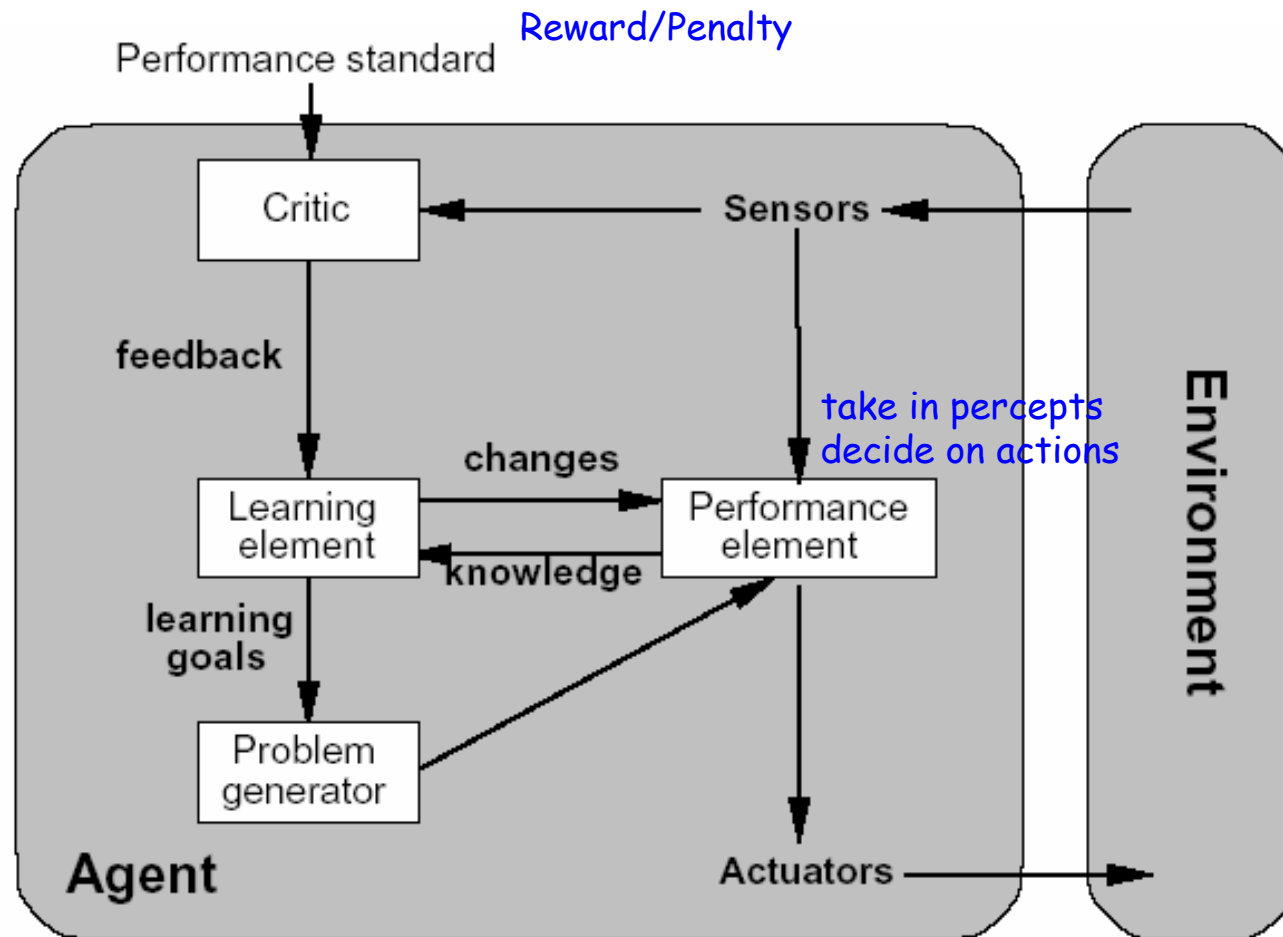 Reward/Penalty
Performance standard
Critic
Sensors
feedback
take in percepts
decide on actions
changes
Learning
element
Performance
element
knowledge
learning
goals
Problem
generator
Agent
Actuators
Environment